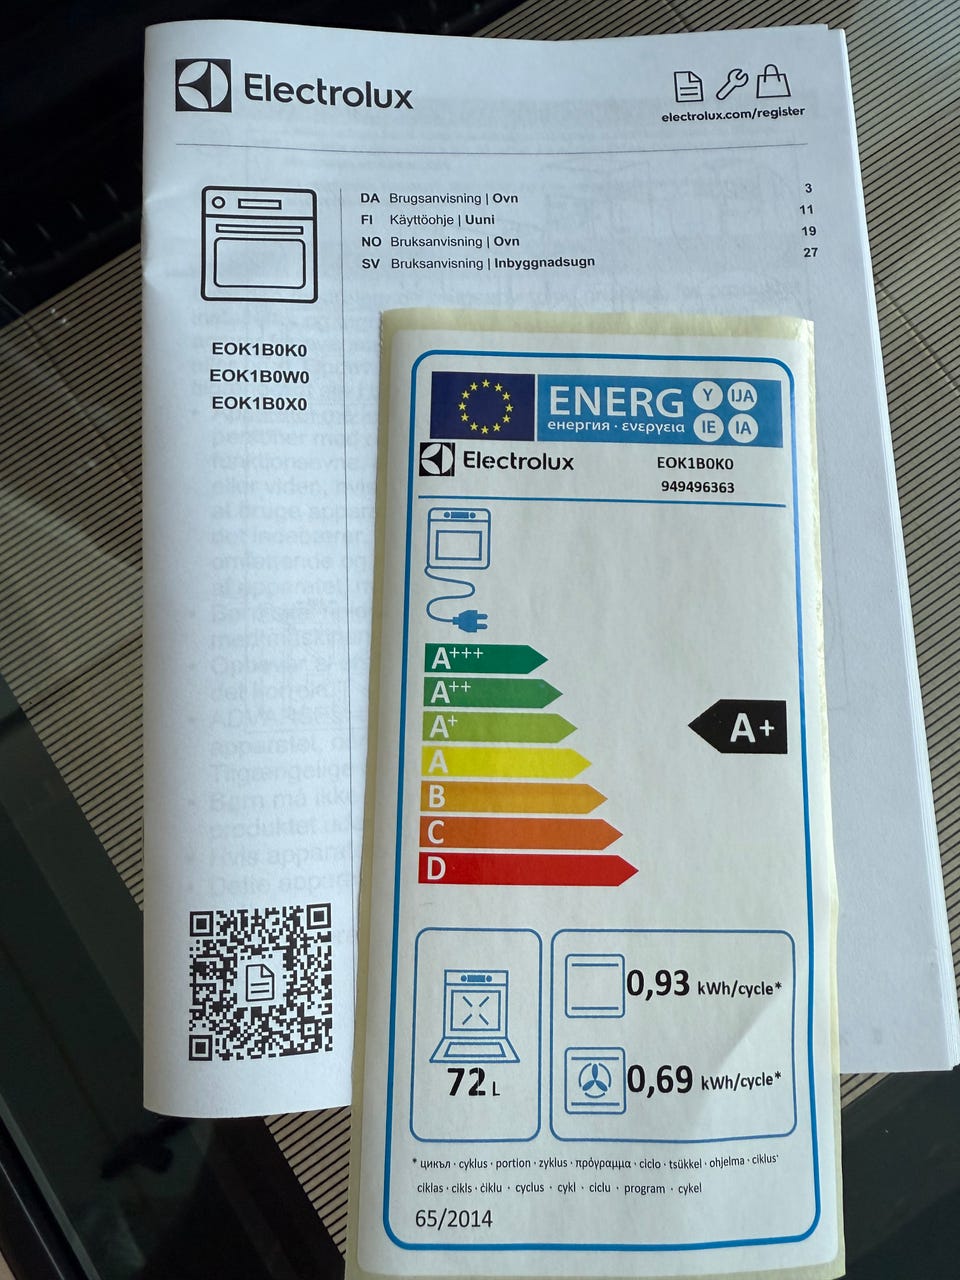 Electrolux
electrolux.com/register
DA Brugsanvisning | Ovn 3
FI Käyttöohje | Uuni 11
NO Bruksanvisning | Ovn 19
SV Bruksanvisning | Inbyggnadsugn 27
EOK1B0K0
EOK1B0W0
EOK1B0X0
ENERG Y IJA
енергия · ενεργεια IE IA
Electrolux EOK1B0K0
949496363
A+++
A++
A+
A
B
C
D
A+
72 L
0,93 kWh/cycle*
0,69 kWh/cycle*
* цикъл · cyklus · portion · zyklus · πρόγραμμα · ciclo · tsükkel · ohjelma · ciklus·
ciklas · cikls · ċiklu · cyclus · cykl · ciclu · program · cykel
65/2014